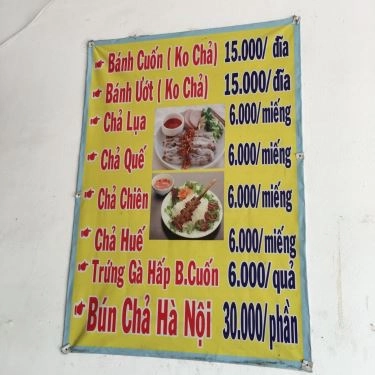 Bánh Cuốn ( Ko Chả) 15.000/ đĩa
Bánh Ướt ( Ko Chả) 15.000/ đĩa
Chả Lụa 6.000/miếng
Chả Quế 6.000/miếng
Chả Chiên 6.000/miếng
Chả Huế 6.000/miếng
Trứng Gà Hấp B.Cuốn 6.000/quả
Bún Chả Hà Nội 30.000/phần